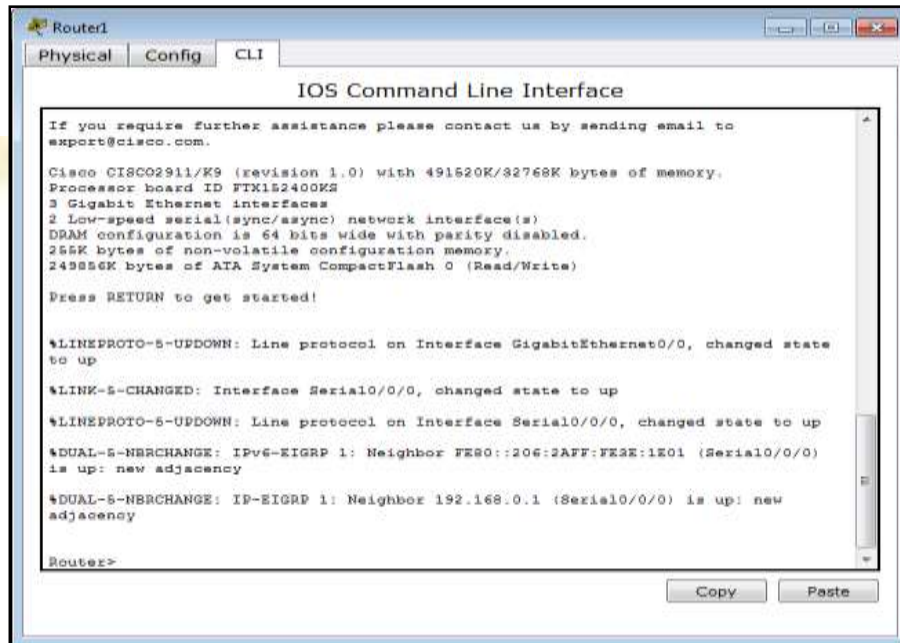 Router1
Physical Config CLI
IOS Command Line Interface
If you require further assistance please contact us by sending email to
export@cisco.com.
Cisco CISCO2911/K9 (revision 1.0) with 491520K/32768K bytes of memory.
Processor board ID FTX152400KS
3 Gigabit Ethernet interfaces
2 Low-speed serial(sync/async) network interface(s)
DRAM configuration is 64 bits wide with parity disabled.
255K bytes of non-volatile configuration memory.
249856K bytes of ATA System CompactFlash 0 (Read/Write)
Press RETURN to get started!
%LINEPROTO-5-UPDOWN: Line protocol on Interface GigabitEthernet0/0, changed state
to up
%LINK-5-CHANGED: Interface Serial0/0/0, changed state to up
%LINEPROTO-5-UPDOWN: Line protocol on Interface Serial0/0/0, changed state to up
%DUAL-5-NBRCHANGE: IPv6-EIGRP 1: Neighbor FE80::206:2AFF:FE3E:1E01 (Serial0/0/0)
is up: new adjacency
%DUAL-5-NBRCHANGE: IP-EIGRP 1: Neighbor 192.168.0.1 (Serial0/0/0) is up: new
adjacency
Router>
Copy Paste